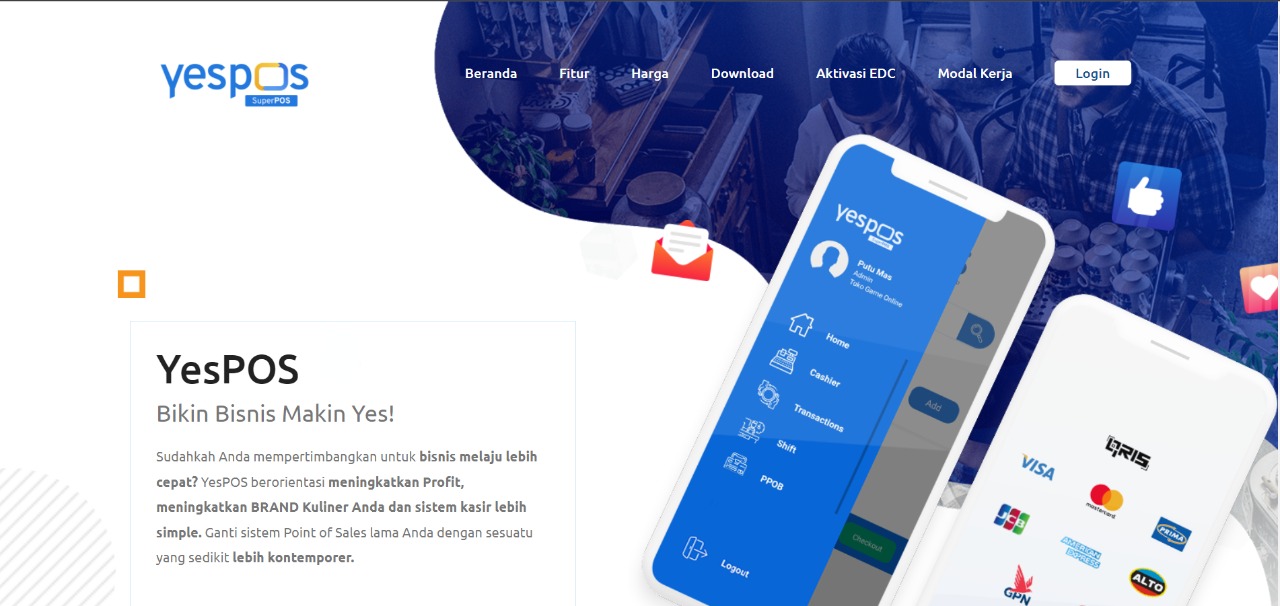 yespos
SuperPOS
Beranda
Fitur
Harga
Download
Aktivasi EDC
Modal Kerja
Login
YesPOS
Bikin Bisnis Makin Yes!
Sudahkah Anda mempertimbangkan untuk bisnis melaju lebih
cepat? YesPOS berorientasi meningkatkan Profit,
meningkatkan BRAND Kuliner Anda dan sistem kasir lebih
simple. Ganti sistem Point of Sales lama Anda dengan sesuatu
yang sedikit lebih kontemporer.
yespos
Putu Mas
Admin
Toko Game Online
Home
Cashier
Transactions
Shift
PPOB
Logout
Add
Checkout
QRIS
VISA
mastercard
JCB
AMERICAN
EXPRESS
PRIMA
GPN
ALTO